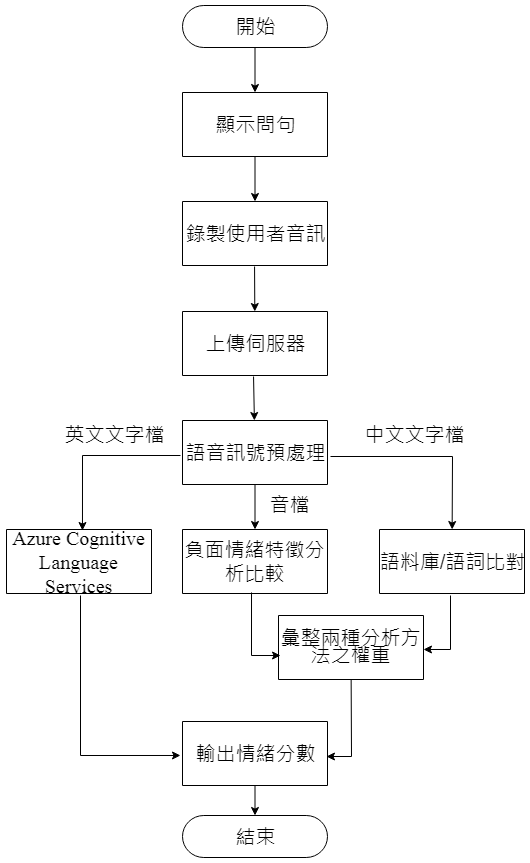 開始
顯示問句
錄製使用者音訊
上傳伺服器
英文文字檔
語音訊號預處理
中文文字檔
音檔
Azure Cognitive
Language
Services
負面情緒特徵分
析比較
語料庫/語詞比對
彙整兩種分析方
法之權重
輸出情緒分數
結束